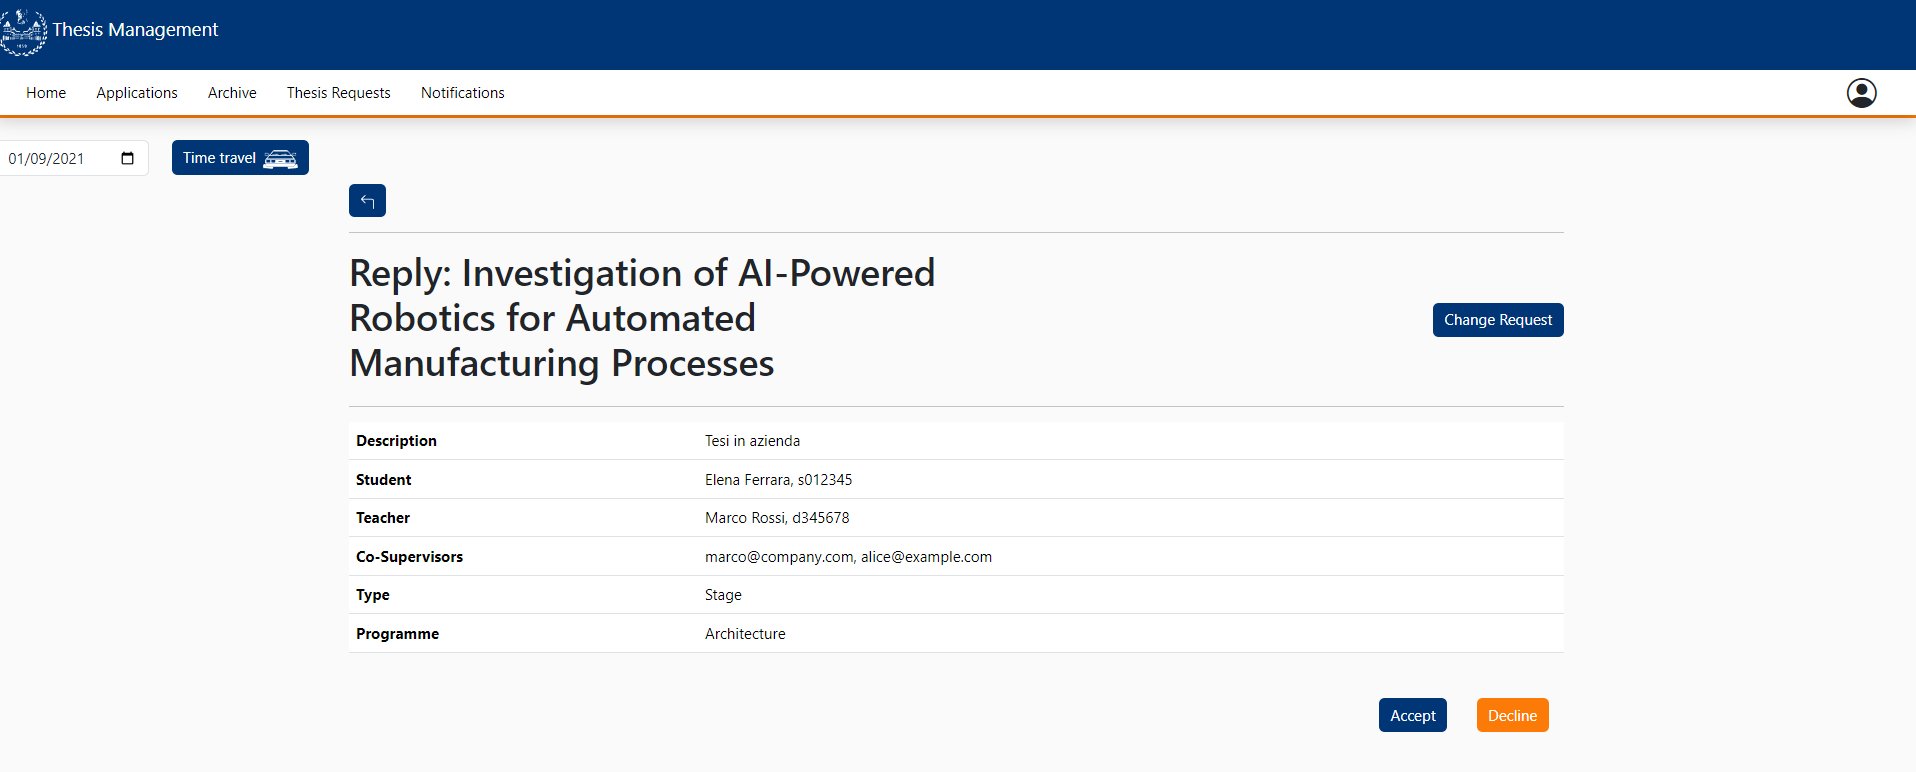 Thesis Management
Home Applications Archive Thesis Requests Notifications
01/09/2021 Time travel
Reply: Investigation of AI-Powered
Robotics for Automated
Manufacturing Processes
Change Request
Description Tesi in azienda
Student Elena Ferrara, s012345
Teacher Marco Rossi, d345678
Co-Supervisors marco@company.com, alice@example.com
Type Stage
Programme Architecture
Accept Decline